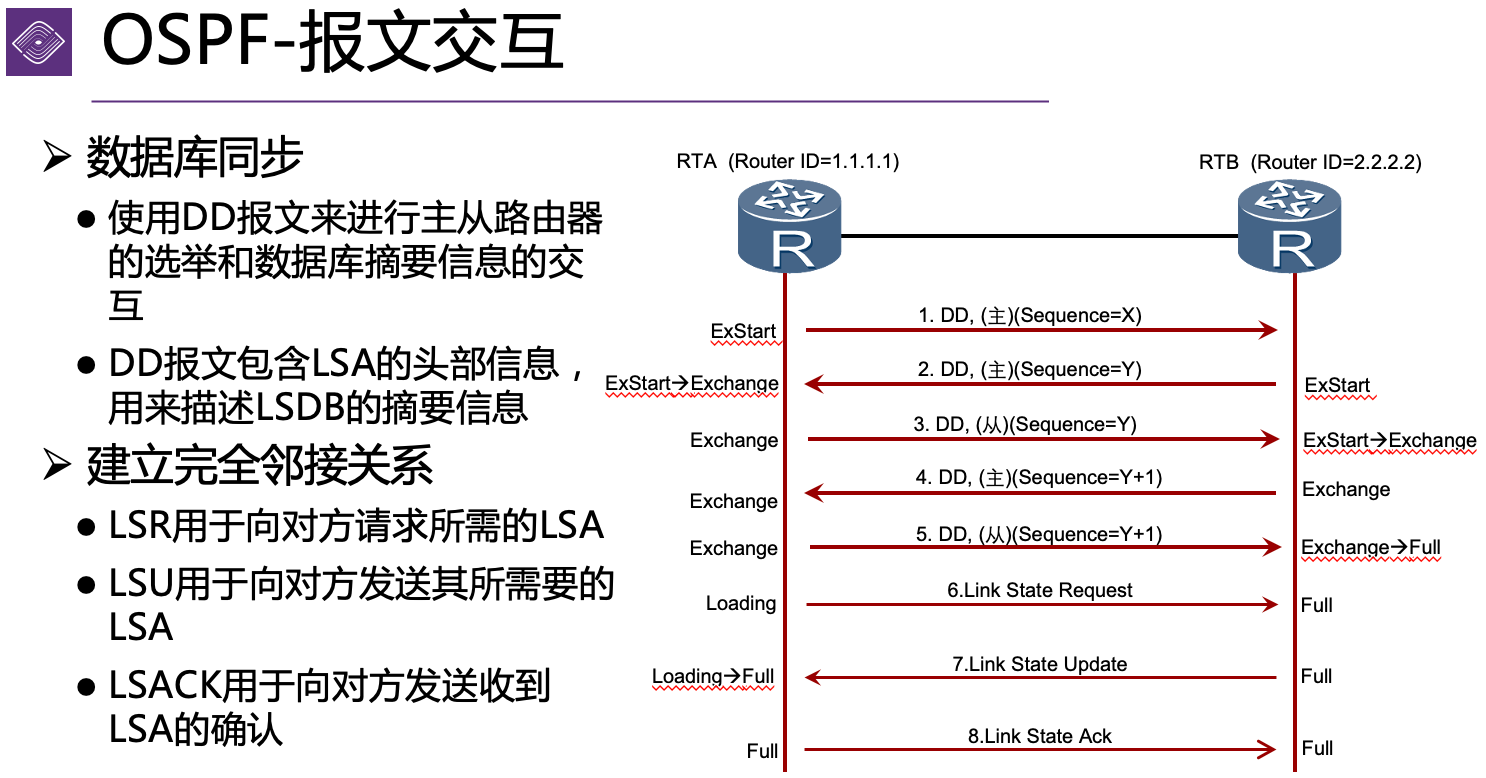 OSPF-报文交互
➢ 数据库同步
● 使用DD报文来进行主从路由器
的选举和数据库摘要信息的交
互
● DD报文包含LSA的头部信息，
用来描述LSDB的摘要信息
➢ 建立完全邻接关系
● LSR用于向对方请求所需的LSA
● LSU用于向对方发送其所需要的
LSA
● LSACK用于向对方发送收到
LSA的确认
RTA (Router ID=1.1.1.1)
RTB (Router ID=2.2.2.2)
R
R
ExStart
1. DD, (主)(Sequence=X)
ExStart→Exchange
2. DD, (主)(Sequence=Y)
ExStart
Exchange
3. DD, (从)(Sequence=Y)
ExStart→Exchange
Exchange
4. DD, (主)(Sequence=Y+1)
Exchange
Exchange
5. DD, (从)(Sequence=Y+1)
Exchange→Full
Loading
6.Link State Request
Full
Loading→Full
7.Link State Update
Full
Full
8.Link State Ack
Full